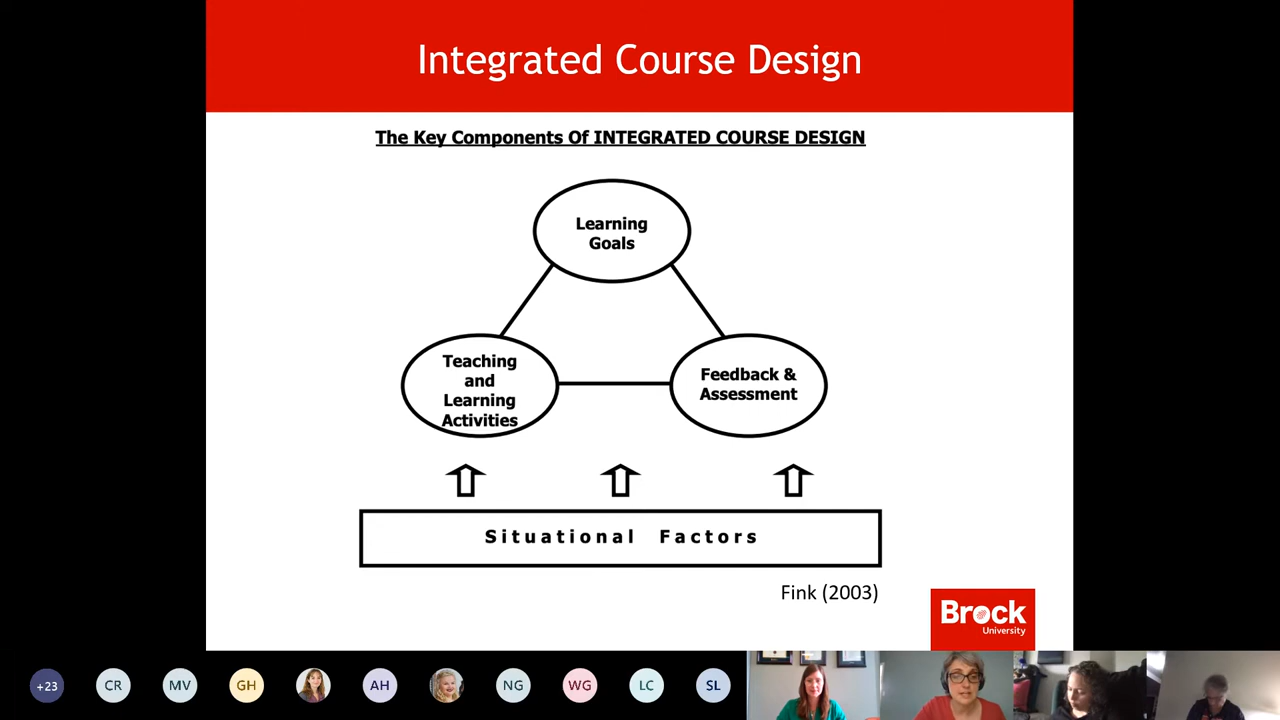 Integrated Course Design
The Key Components Of INTEGRATED COURSE DESIGN
Learning
Goals
Teaching
and
Learning
Activities
Feedback &
Assessment
Situational Factors
Fink (2003)
Brock
University
+23
CR
MV
GH
AH
NG
WG
LC
SL